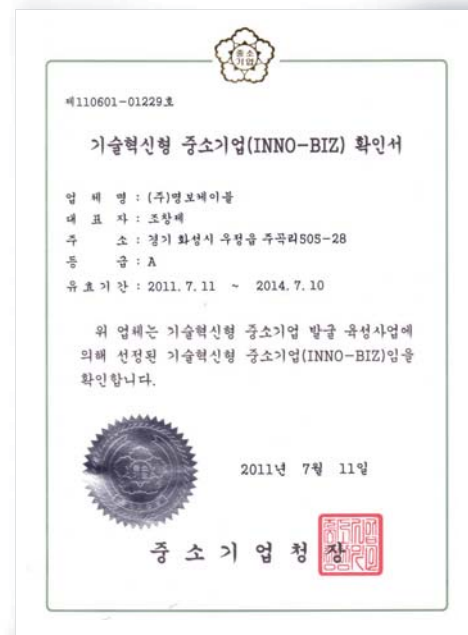 중소
기업
제110601-01229호
기술혁신형 중소기업(INNO-BIZ) 확인서
업 체 명 : (주)명보케이블
대 표 자 : 조창제
주 소 : 경기 화성시 우정읍 주곡리505-28
등 급 : A
유효기간 : 2011. 7. 11 ~ 2014. 7. 10
위 업체는 기술혁신형 중소기업 발굴 육성사업에
의해 선정된 기술혁신형 중소기업(INNO-BIZ)임을
확인합니다.
2011년 7월 11일
중 소 기 업 청 장